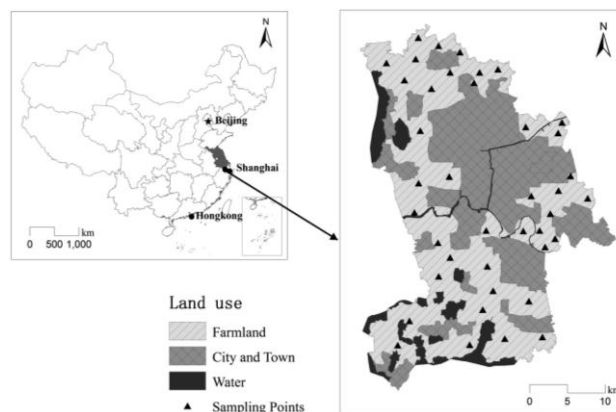 N
Beijing
Shanghai
Hongkong
km
0 500 1,000
Land use
Farmland
City and Town
Water
Sampling Points
N
km
0 5 10